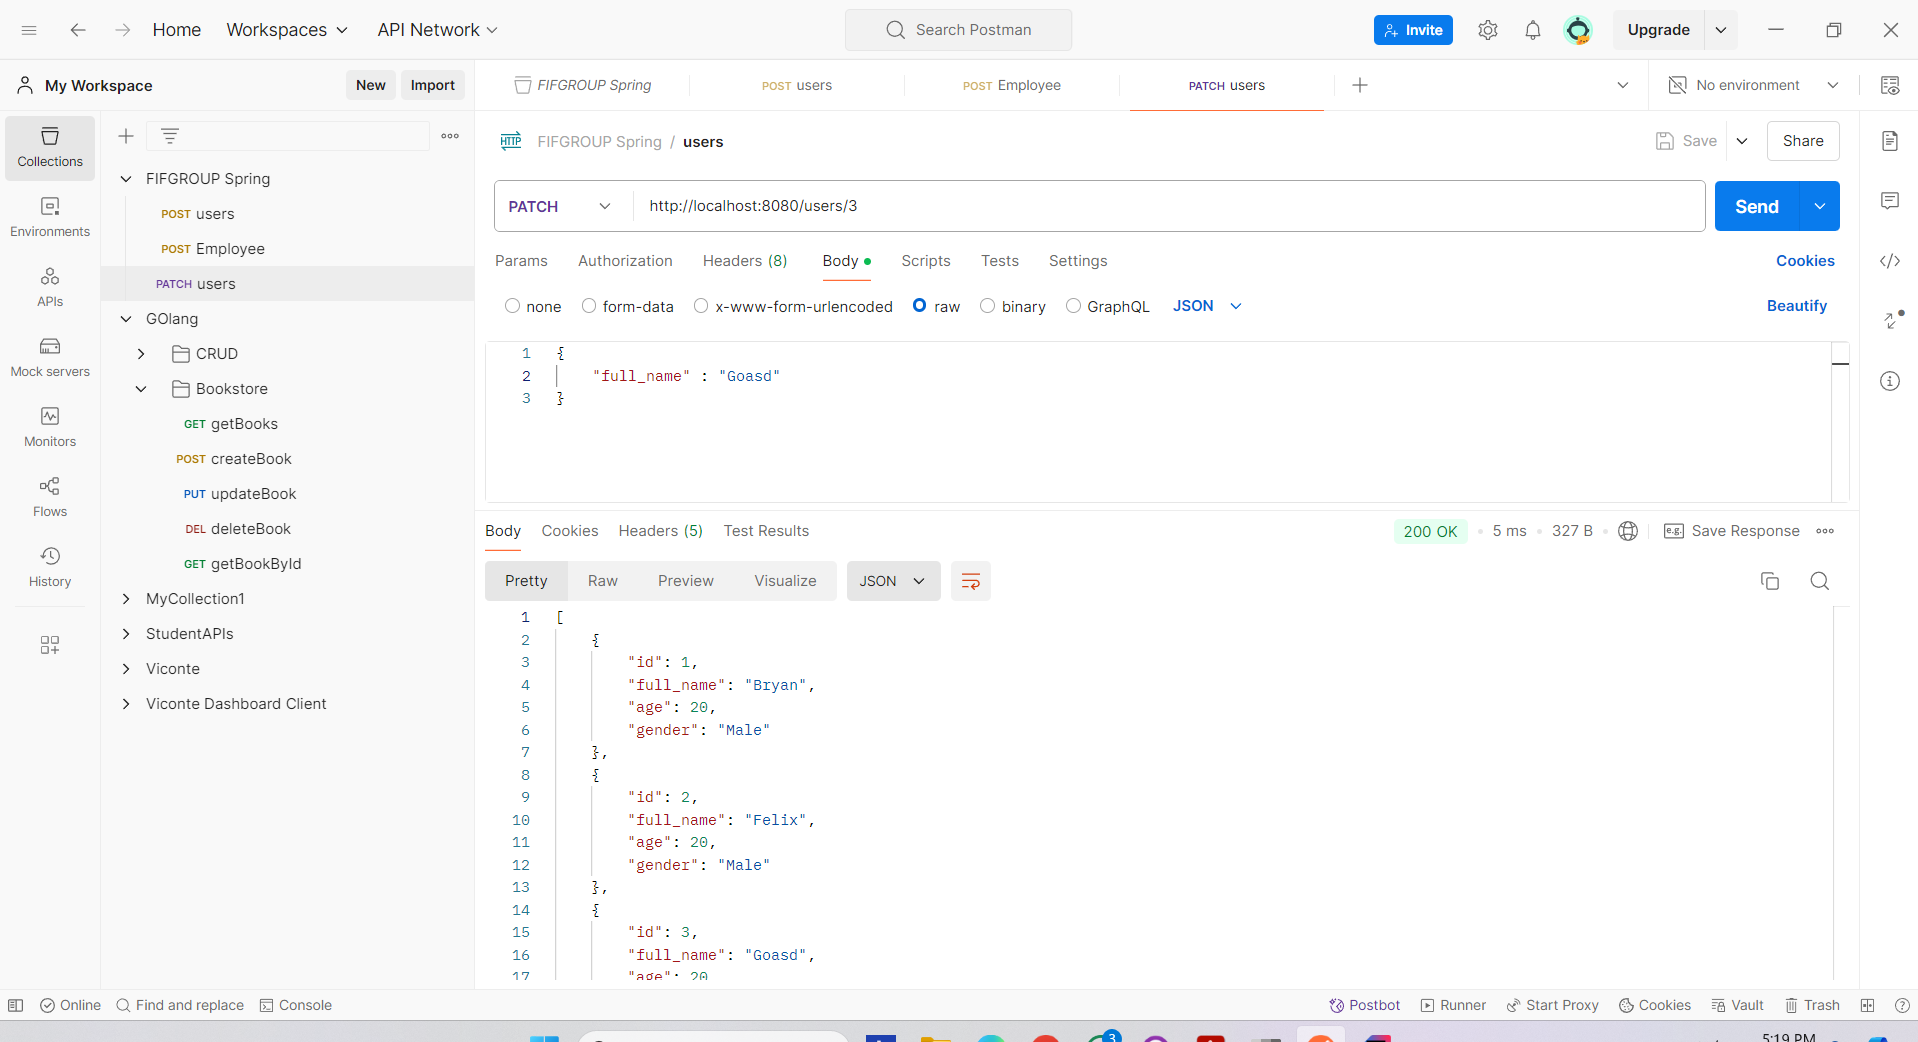 Home Workspaces API Network Search Postman Invite Upgrade
My Workspace New Import FIFGROUP Spring POST users POST Employee PATCH users No environment
Collections
Environments
APIs
Mock servers
Monitors
Flows
History
FIFGROUP Spring
POST users
POST Employee
PATCH users
GOlang
CRUD
Bookstore
GET getBooks
POST createBook
PUT updateBook
DEL deleteBook
GET getBookById
MyCollection1
StudentAPIs
Viconte
Viconte Dashboard Client
HTTP FIFGROUP Spring / users Save Share
PATCH http://localhost:8080/users/3 Send
Params Authorization Headers (8) Body Scripts Tests Settings Cookies
none form-data x-www-form-urlencoded raw binary GraphQL JSON Beautify
1 {
2 "full_name" : "Goasd"
3 }
Body Cookies Headers (5) Test Results 200 OK 5 ms 327 B e.g. Save Response
Pretty Raw Preview Visualize JSON
1 [
2 {
3 "id": 1,
4 "full_name": "Bryan",
5 "age": 20,
6 "gender": "Male"
7 },
8 {
9 "id": 2,
10 "full_name": "Felix",
11 "age": 20,
12 "gender": "Male"
13 },
14 {
15 "id": 3,
16 "full_name": "Goasd",
17 "age": 20
Online Find and replace Console Postbot Runner Start Proxy Cookies Vault Trash
3
5:19 PM